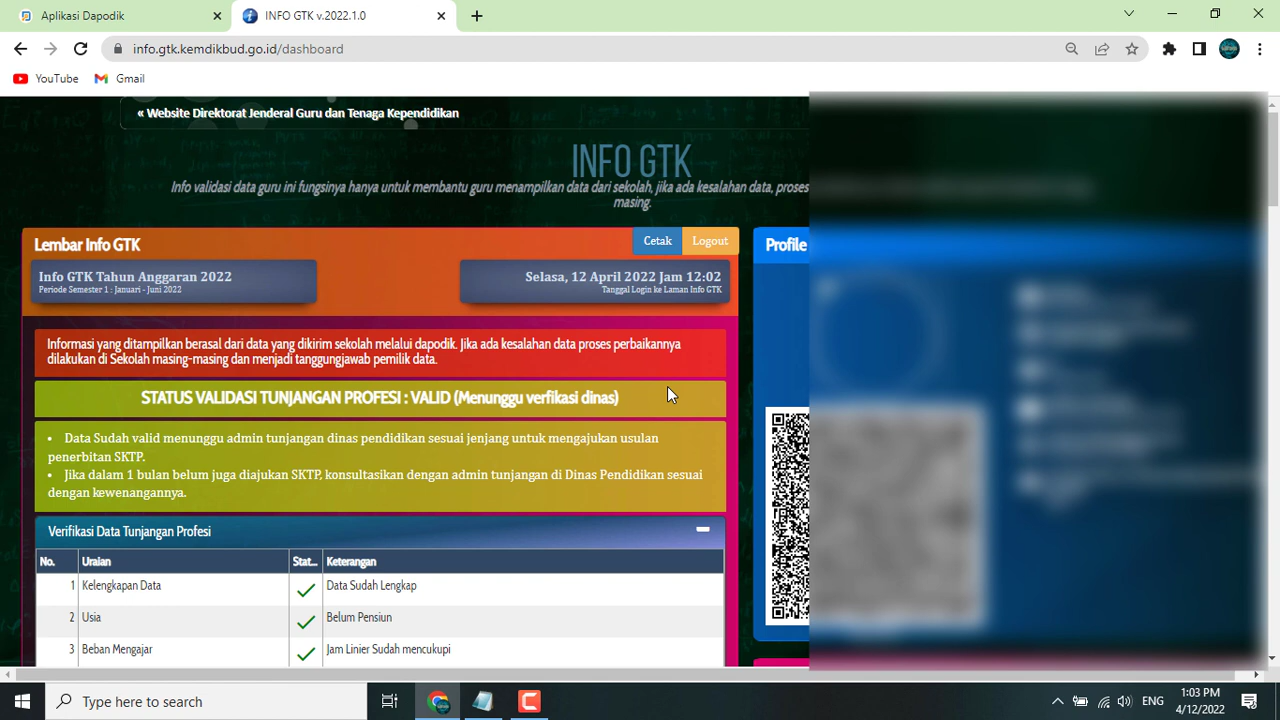 Aplikasi Dapodik
INFO GTK v.2022.1.0
info.gtk.kemdikbud.go.id/dashboard
YouTube
Gmail
« Website Direktorat Jenderal Guru dan Tenaga Kependidikan
INFO GTK
Info validasi data guru ini fungsinya hanya untuk membantu guru menampilkan data dari sekolah, jika ada kesalahan data, proses
masing.
Lembar Info GTK
Cetak
Logout
Profile
Info GTK Tahun Anggaran 2022
Periode Semester 1 : Januari - Juni 2022
Selasa, 12 April 2022 Jam 12:02
Tanggal Login ke Laman Info GTK
Informasi yang ditampilkan berasal dari data yang dikirim sekolah melalui dapodik. Jika ada kesalahan data proses perbaikannya
dilakukan di Sekolah masing-masing dan menjadi tanggungjawab pemilik data.
STATUS VALIDASI TUNJANGAN PROFESI : VALID (Menunggu verfikasi dinas)
• Data Sudah valid menunggu admin tunjangan dinas pendidikan sesuai jenjang untuk mengajukan usulan
penerbitan SKTP.
• Jika dalam 1 bulan belum juga diajukan SKTP, konsultasikan dengan admin tunjangan di Dinas Pendidikan sesuai
dengan kewenangannya.
Verifikasi Data Tunjangan Profesi
No. Uraian Stat... Keterangan
1 Kelengkapan Data Data Sudah Lengkap
2 Usia Belum Pensiun
3 Beban Mengajar Jam Linier Sudah mencukupi
Type here to search
ENG
1:03 PM
4/12/2022